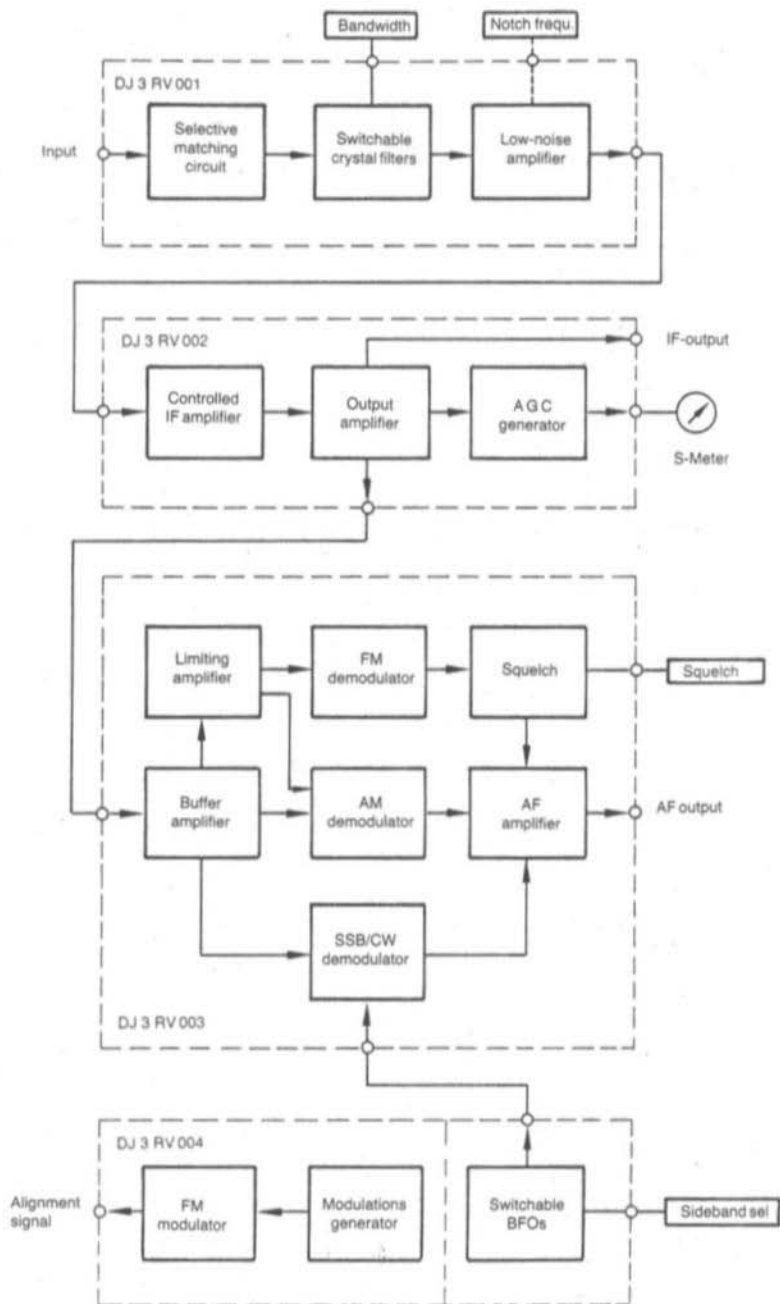 Bandwidth
Notch frequ.
DJ 3 RV 001
Input
Selective
matching
circuit
Switchable
crystal filters
Low-noise
amplifier
DJ 3 RV 002
IF-output
Controlled
IF amplifier
Output
amplifier
A G C
generator
S-Meter
Limiting
amplifier
FM
demodulator
Squelch
Squelch
Buffer
amplifier
AM
demodulator
AF
amplifier
AF output
SSB/CW
demodulator
DJ 3 RV 003
DJ 3 RV 004
Alignment
signal
FM
modulator
Modulations
generator
Switchable
BFOs
Sideband sel